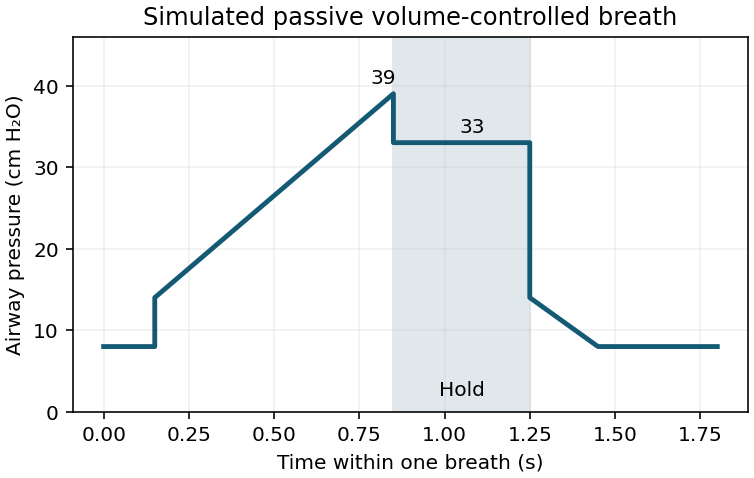 Simulated passive volume-controlled breath
Airway pressure (cm H₂O)
40
30
20
10
0
39
33
Hold
0.00 0.25 0.50 0.75 1.00 1.25 1.50 1.75
Time within one breath (s)